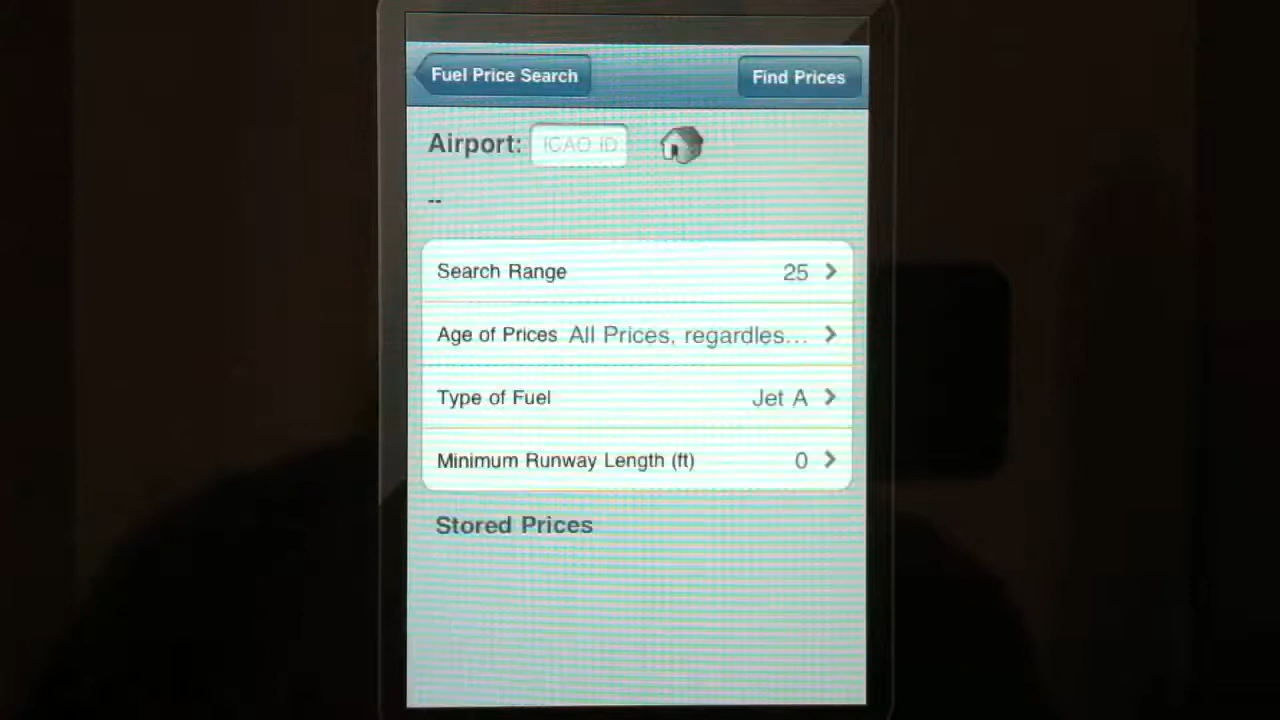 Fuel Price Search
Find Prices
Airport: ICAO ID
--
Search Range 25
Age of Prices All Prices, regardles...
Type of Fuel Jet A
Minimum Runway Length (ft) 0
Stored Prices